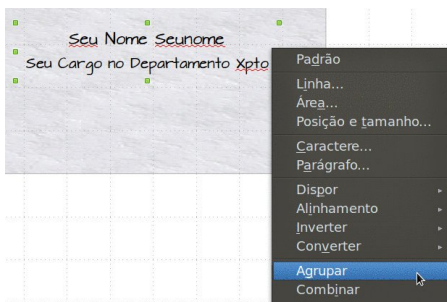 Seu Nome Seunome
Seu Cargo no Departamento Xpto
Padrão
Linha...
Área...
Posição e tamanho...
Caractere...
Parágrafo...
Dispor
Alinhamento
Inverter
Converter
Agrupar
Combinar